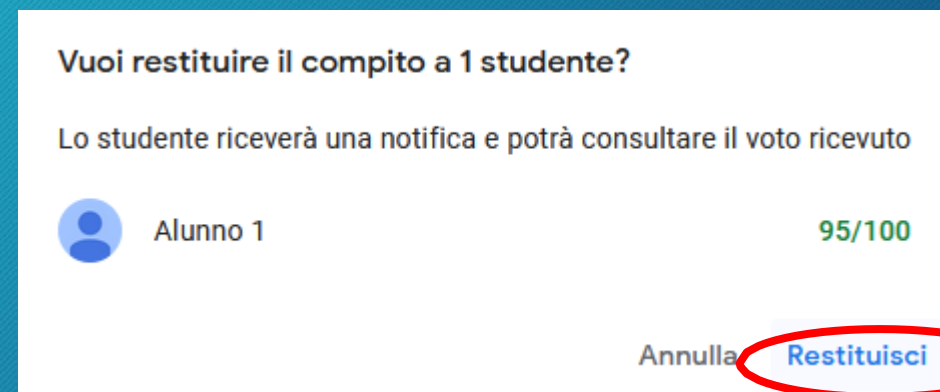 Vuoi restituire il compito a 1 studente?
Lo studente riceverà una notifica e potrà consultare il voto ricevuto
Alunno 1 95/100
Annulla Restituisci